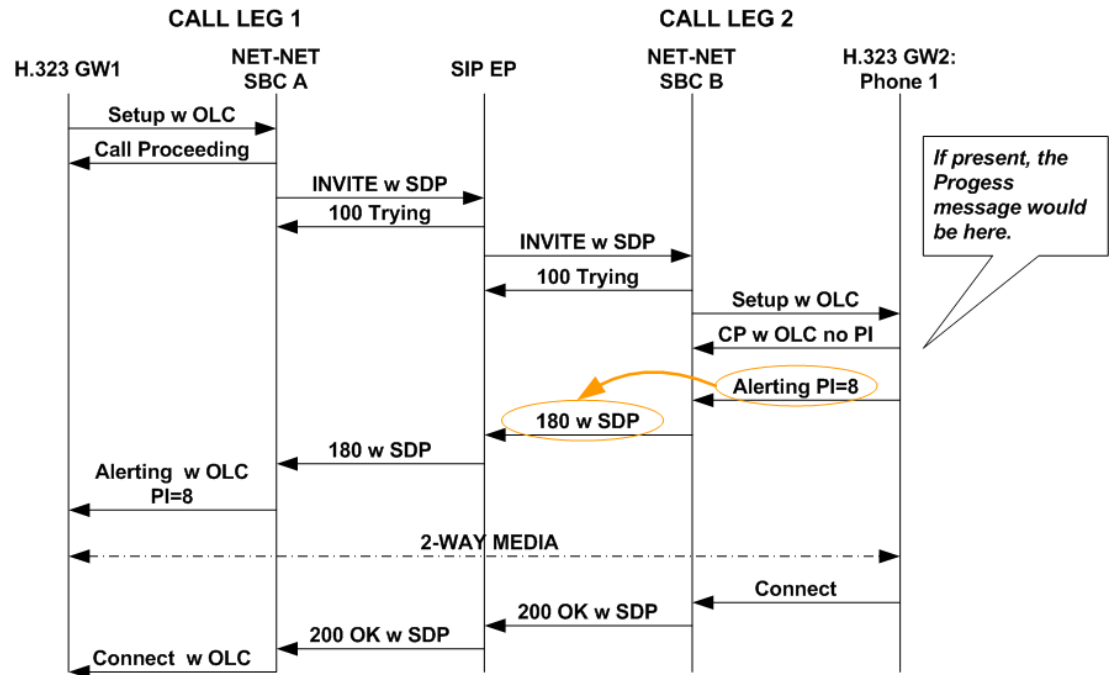 CALL LEG 1
CALL LEG 2
H.323 GW1
NET-NET
SBC A
SIP EP
NET-NET
SBC B
H.323 GW2:
Phone 1
Setup w OLC
Call Proceeding
If present, the
Progess
message would
be here.
INVITE w SDP
100 Trying
INVITE w SDP
100 Trying
Setup w OLC
CP w OLC no PI
Alerting PI=8
180 w SDP
180 w SDP
Alerting w OLC
PI=8
2-WAY MEDIA
Connect
200 OK w SDP
200 OK w SDP
Connect w OLC